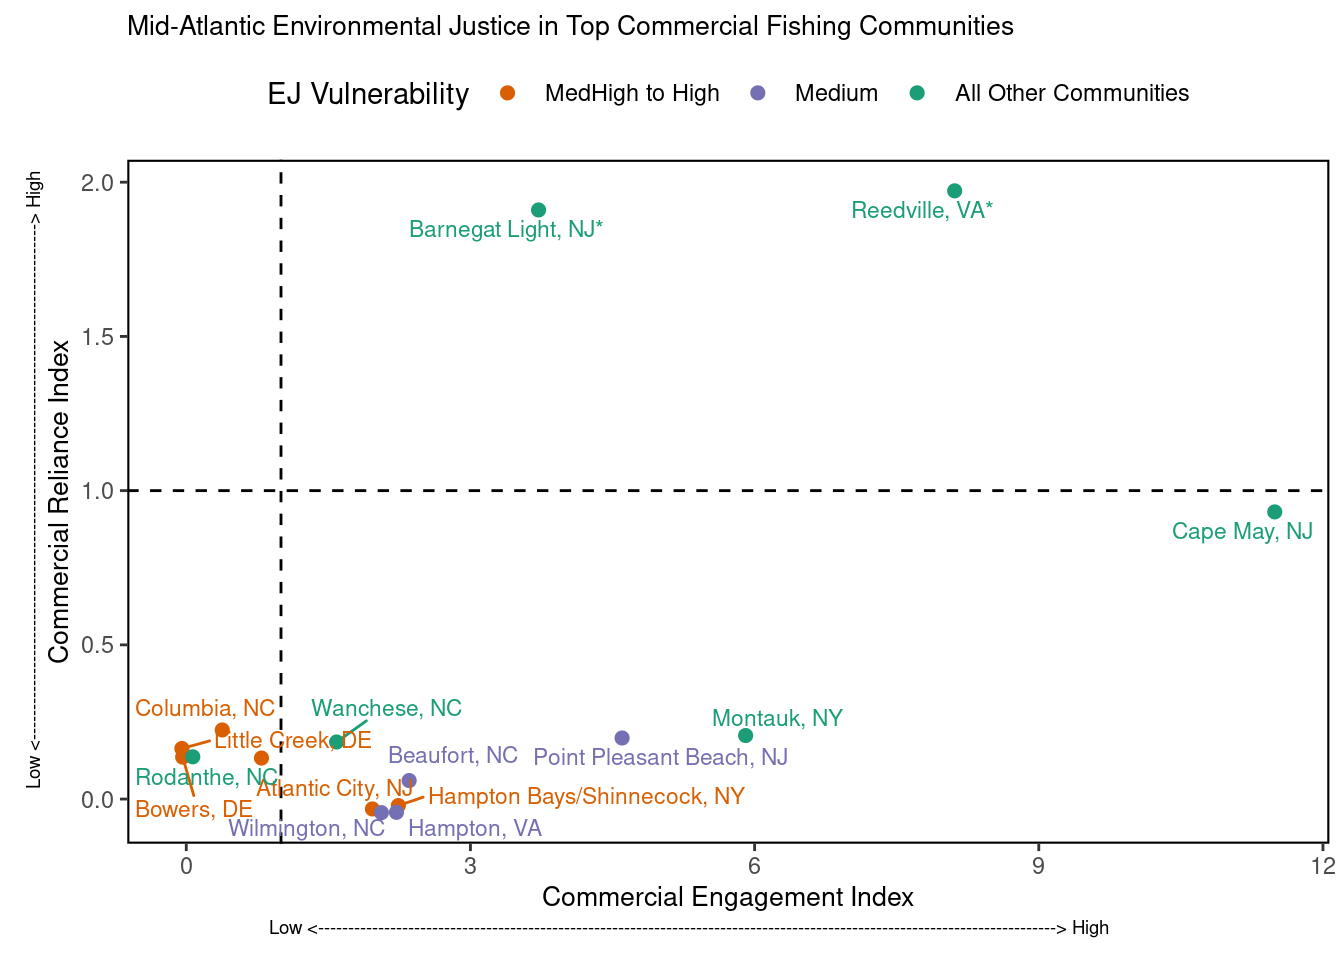 Mid-Atlantic Environmental Justice in Top Commercial Fishing Communities
EJ Vulnerability MedHigh to High Medium All Other Communities
Low <------------------------------------------------------------------------------------------> High
Commercial Reliance Index
2.0
1.5
1.0
0.5
0.0
Barnegat Light, NJ*
Reedville, VA*
Cape May, NJ
Columbia, NC
Wanchese, NC
Montauk, NY
Little Creek, DE
Beaufort, NC
Point Pleasant Beach, NJ
Rodanthe, NC
Atlantic City, NJ
Hampton Bays/Shinnecock, NY
Bowers, DE
Wilmington, NC
Hampton, VA
0 3 6 9 12
Commercial Engagement Index
Low <------------------------------------------------------------------------------------------------------------------------> High